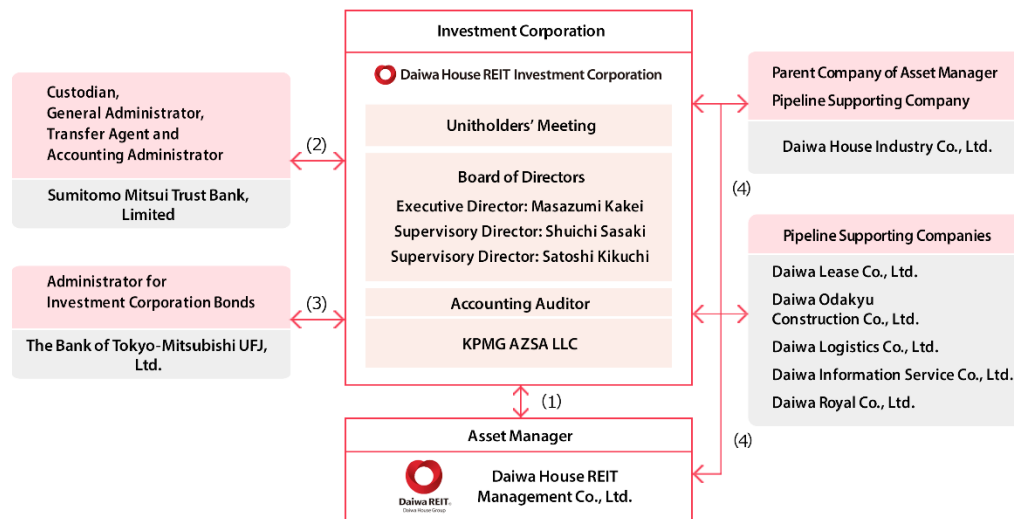 Investment Corporation
Daiwa House REIT Investment Corporation
Unitholders' Meeting
Board of Directors
Executive Director: Masazumi Kakei
Supervisory Director: Shuichi Sasaki
Supervisory Director: Satoshi Kikuchi
Accounting Auditor
KPMG AZSA LLC
Custodian,
General Administrator,
Transfer Agent and
Accounting Administrator
Sumitomo Mitsui Trust Bank,
Limited
(2)
Administrator for
Investment Corporation Bonds
The Bank of Tokyo-Mitsubishi UFJ,
Ltd.
(3)
Parent Company of Asset Manager
Pipeline Supporting Company
Daiwa House Industry Co., Ltd.
(4)
Pipeline Supporting Companies
Daiwa Lease Co., Ltd.
Daiwa Odakyu
Construction Co., Ltd.
Daiwa Logistics Co., Ltd.
Daiwa Information Service Co., Ltd.
Daiwa Royal Co., Ltd.
(4)
(1)
Asset Manager
Daiwa REIT
Daiwa House Group
Daiwa House REIT
Management Co., Ltd.